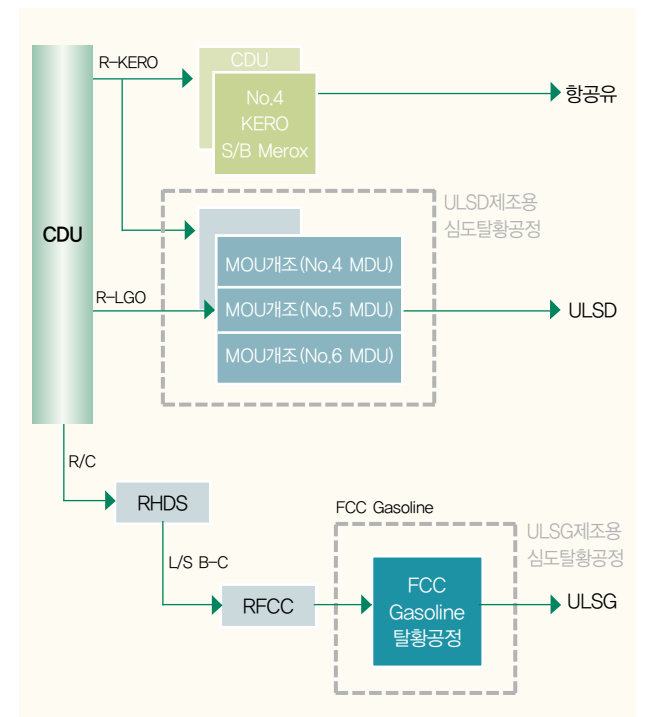 R-KERO
CDU
No.4
KERO
S/B Merox
항공유
ULSD제조용
심도탈황공정
CDU
MOU개조(No.4 MDU)
R-LGO
MOU개조(No.5 MDU)
ULSD
MOU개조(No.6 MDU)
R/C
RHDS
FCC Gasoline
ULSG제조용
심도탈황공정
L/S B-C
RFCC
FCC
Gasoline
탈황공정
ULSG